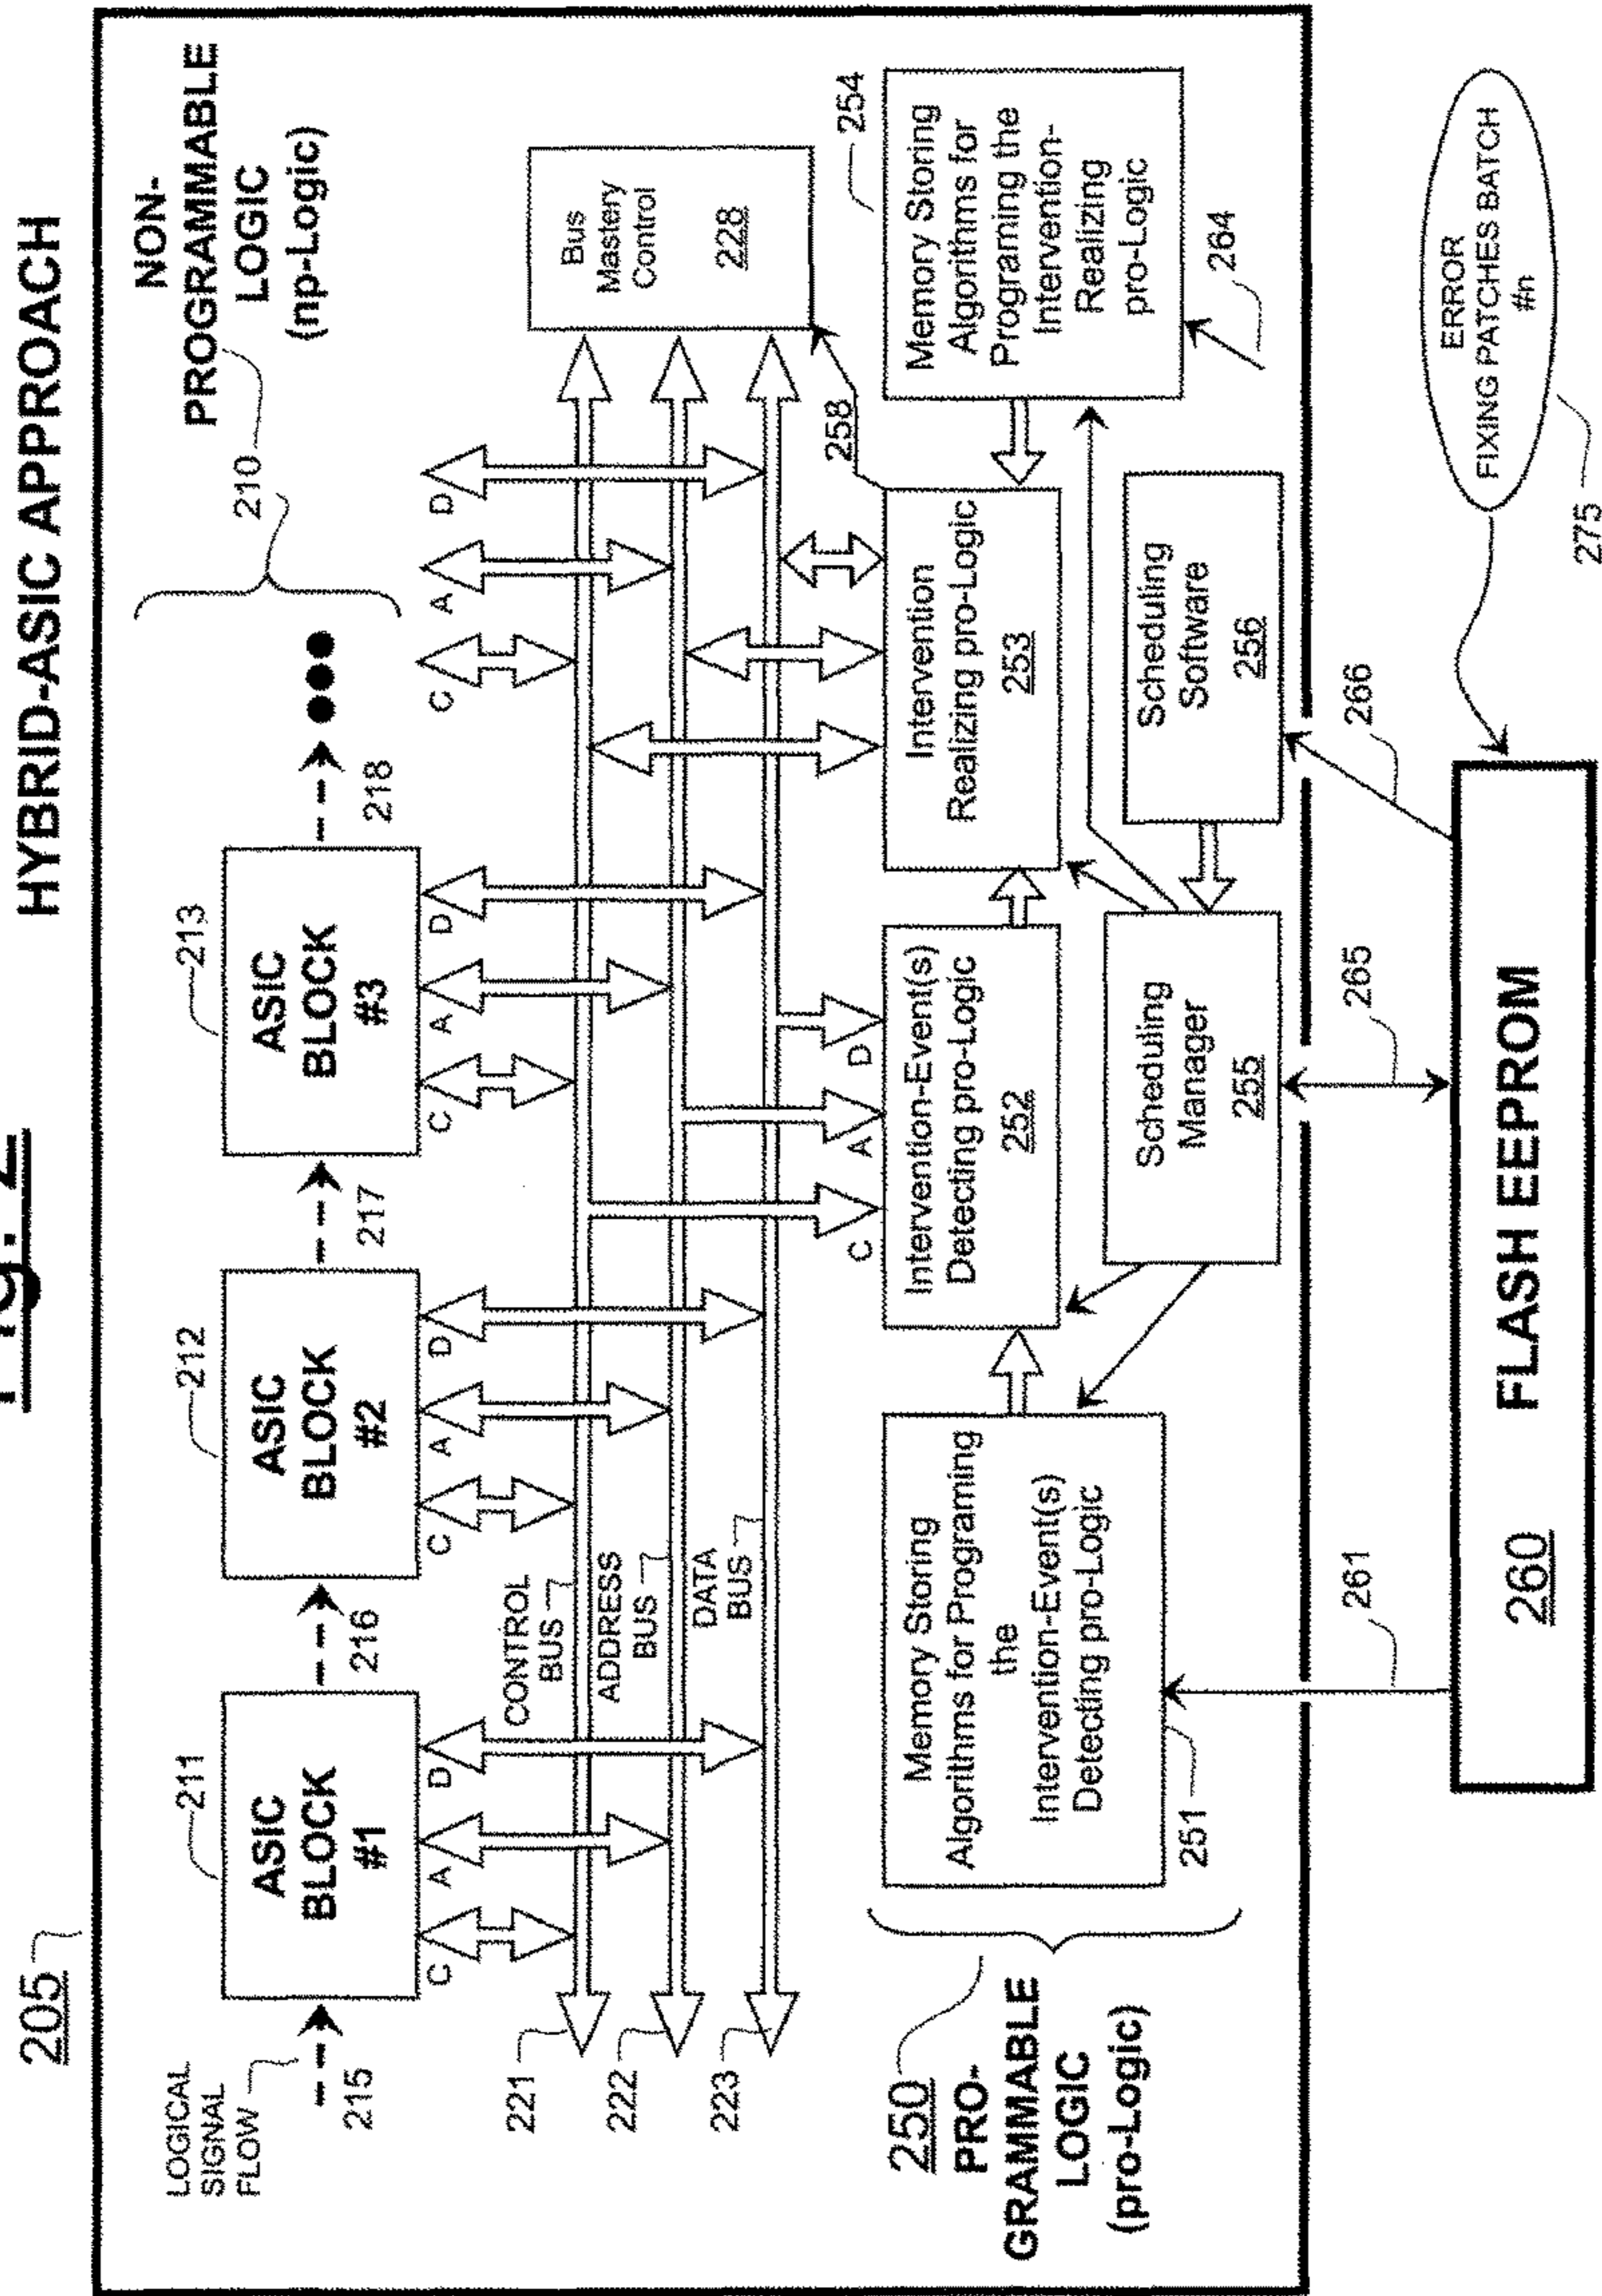 Fig. 2
HYBRID-ASIC APPROACH
205
LOGICAL
SIGNAL
FLOW
215
211
ASIC
BLOCK
#1
216
212
ASIC
BLOCK
#2
217
213
ASIC
BLOCK
#3
218
210
NON-
PROGRAMMABLE
LOGIC
(np-Logic)
C
A
D
C
A
D
C
A
D
C
A
D
221
222
223
CONTROL
BUS
ADDRESS
BUS
DATA
BUS
Bus
Mastery
Control
228
258
C
A
D
250
PRO-
GRAMMABLE
LOGIC
(pro-Logic)
Memory Storing
Algorithms for Programing
the
Intervention-Event(s)
Detecting pro-Logic
251
Intervention-Event(s)
Detecting pro-Logic
252
Intervention
Realizing pro-Logic
253
Memory Storing
Algorithms for
Programing the
Intervention-
Realizing
pro-Logic
254
264
Scheduling
Manager
255
Scheduling
Software
256
261
265
266
260
FLASH EEPROM
ERROR
FIXING PATCHES BATCH
#n
275